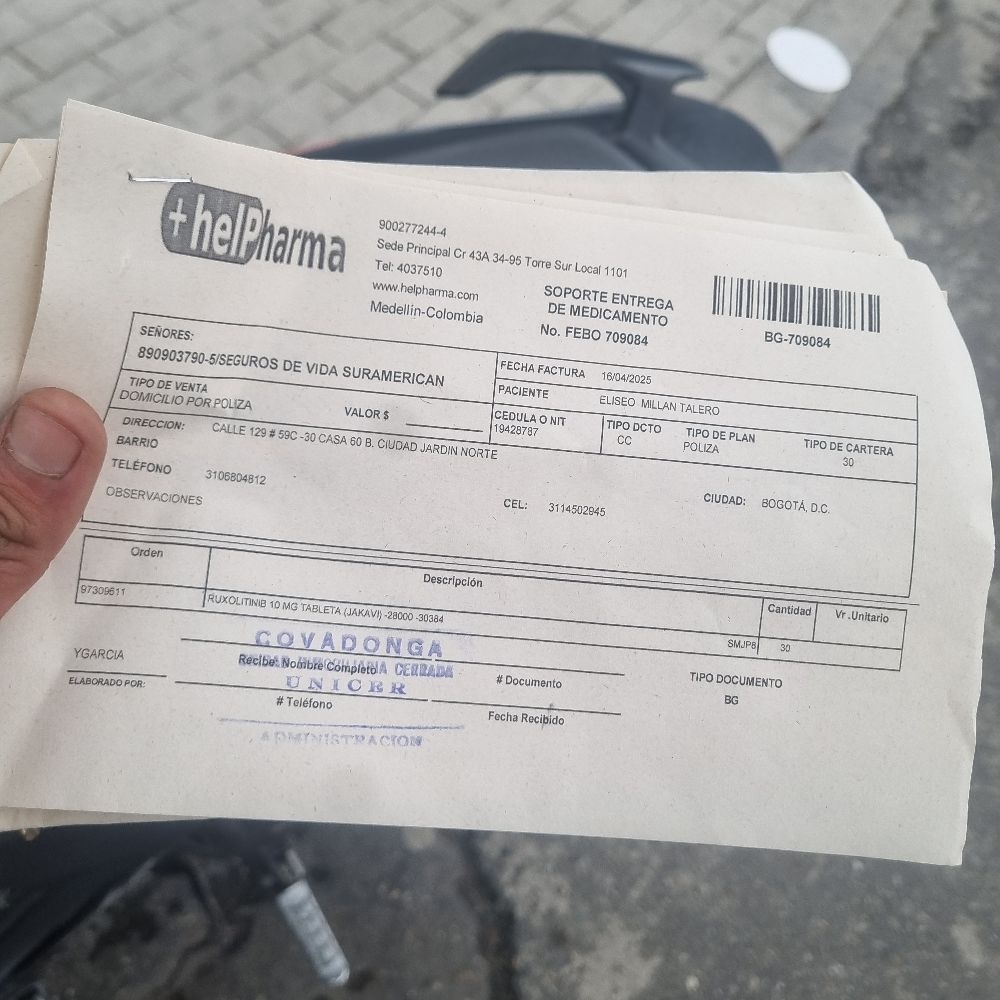 +helPharma
900277244-4
Sede Principal Cr 43A 34-95 Torre Sur Local 1101
Tel: 4037510
www.helpharma.com
Medellín-Colombia
SOPORTE ENTREGA
DE MEDICAMENTO
No. FEBO 709084
BG-709084
SEÑORES:
890903790-5/SEGUROS DE VIDA SURAMERICAN
FECHA FACTURA 16/04/2025
PACIENTE ELISEO MILLAN TALERO
TIPO DE VENTA
DOMICILIO POR POLIZA
VALOR $
CEDULA O NIT
19428787
TIPO DCTO
CC
TIPO DE PLAN
POLIZA
TIPO DE CARTERA
30
DIRECCION: CALLE 129 # 59C -30 CASA 60 B. CIUDAD JARDIN NORTE
BARRIO
TELÉFONO 3106804812
CEL: 3114502945
CIUDAD: BOGOTÁ, D.C.
OBSERVACIONES
Orden Descripción Cantidad Vr .Unitario
97309611 RUXOLITINIB 10 MG TABLETA (JAKAVI) -28000 -30384 SMJP8 30
COVADONGA
CERRADA
UNICER
ADMINISTRACION
YGARCIA
ELABORADO POR:
Recibe: Nombre Completo
# Documento
# Teléfono
Fecha Recibido
TIPO DOCUMENTO
BG